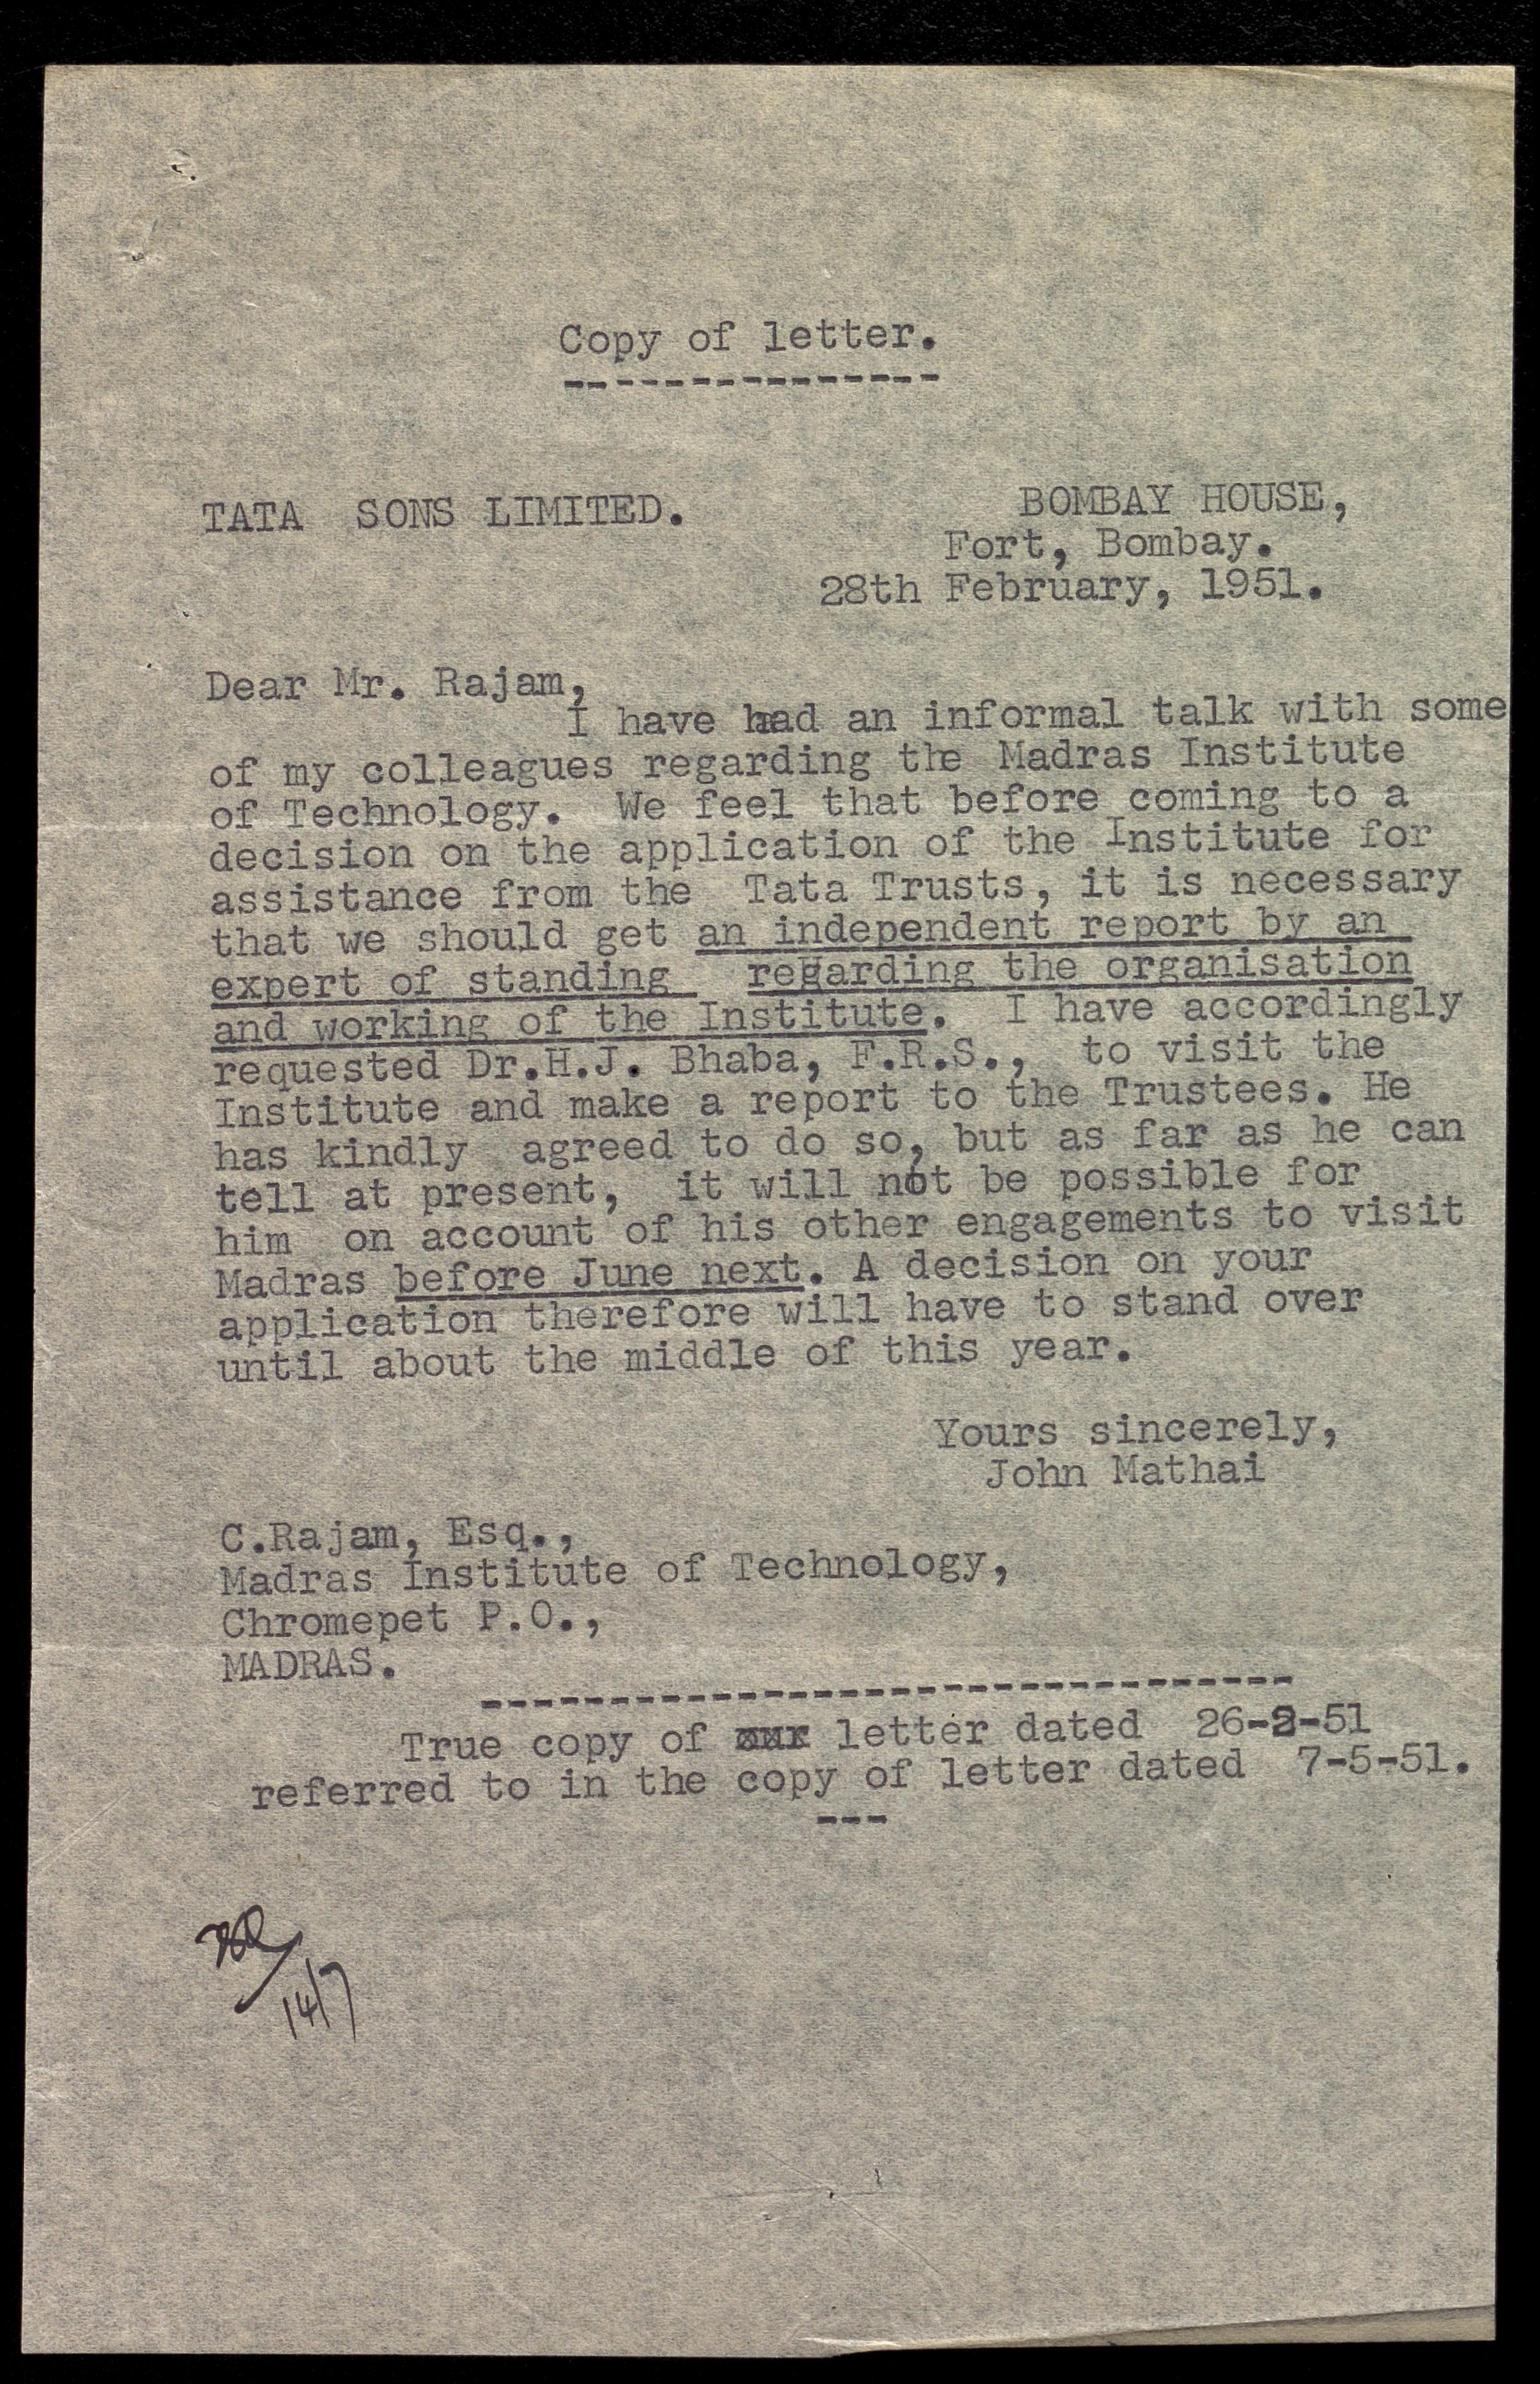 Copy of letter.
TATA SONS LIMITED.
BOMBAY HOUSE,
Fort, Bombay.
28th February, 1951.
Dear Mr. Rajam,
I have had an informal talk with some
of my colleagues regarding the Madras Institute
of Technology. We feel that before coming to a
decision on the application of the Institute for
assistance from the Tata Trusts, it is necessary
that we should get an independent report by an
expert of standing regarding the organisation
and working of the Institute. I have accordingly
requested Dr.H.J. Bhaba, F.R.S., to visit the
Institute and make a report to the Trustees. He
has kindly agreed to do so, but as far as he can
tell at present, it will not be possible for
him on account of his other engagements to visit
Madras before June next. A decision on your
application therefore will have to stand over
until about the middle of this year.
Yours sincerely,
John Mathai
C.Rajam, Esq.,
Madras Institute of Technology,
Chromepet P.O.,
MADRAS.
True copy of letter dated 26-2-51
referred to in the copy of letter dated 7-5-51.
14/7